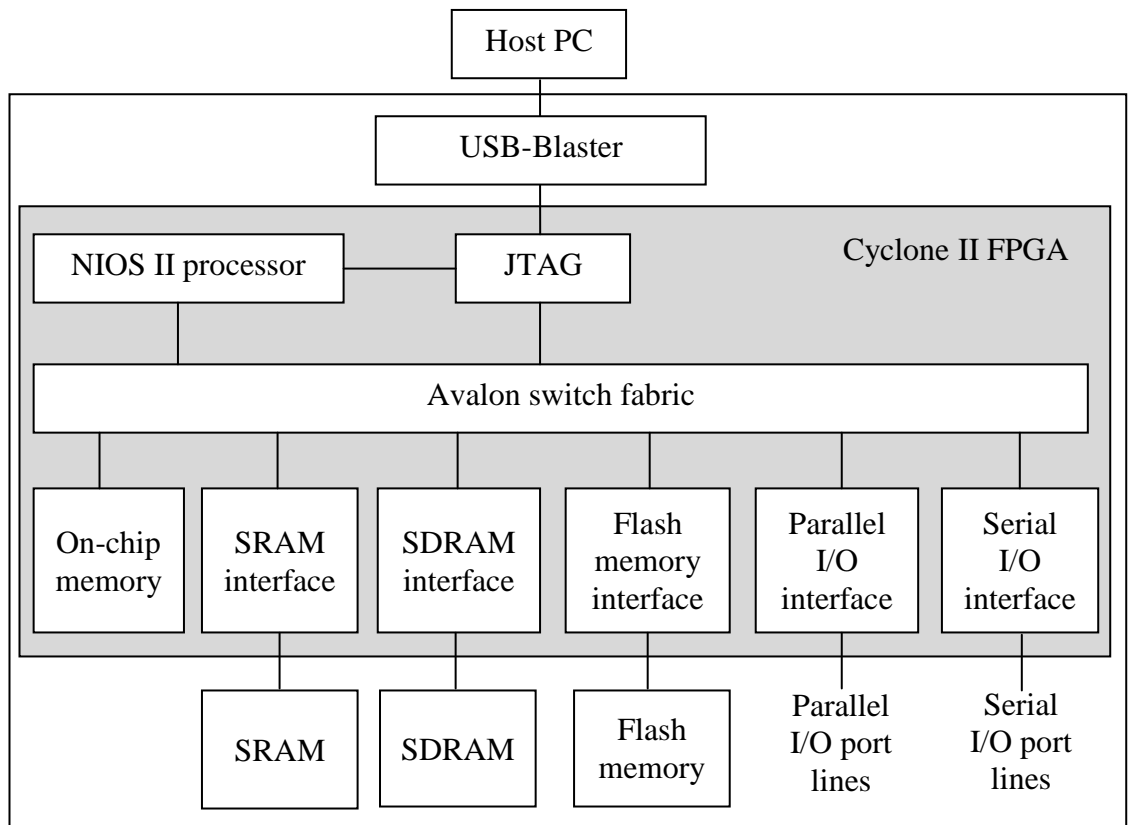 Host PC
USB-Blaster
Cyclone II FPGA
NIOS II processor
JTAG
Avalon switch fabric
On-chip
memory
SRAM
interface
SDRAM
interface
Flash
memory
interface
Parallel
I/O
interface
Serial
I/O
interface
SRAM
SDRAM
Flash
memory
Parallel
I/O port
lines
Serial
I/O port
lines